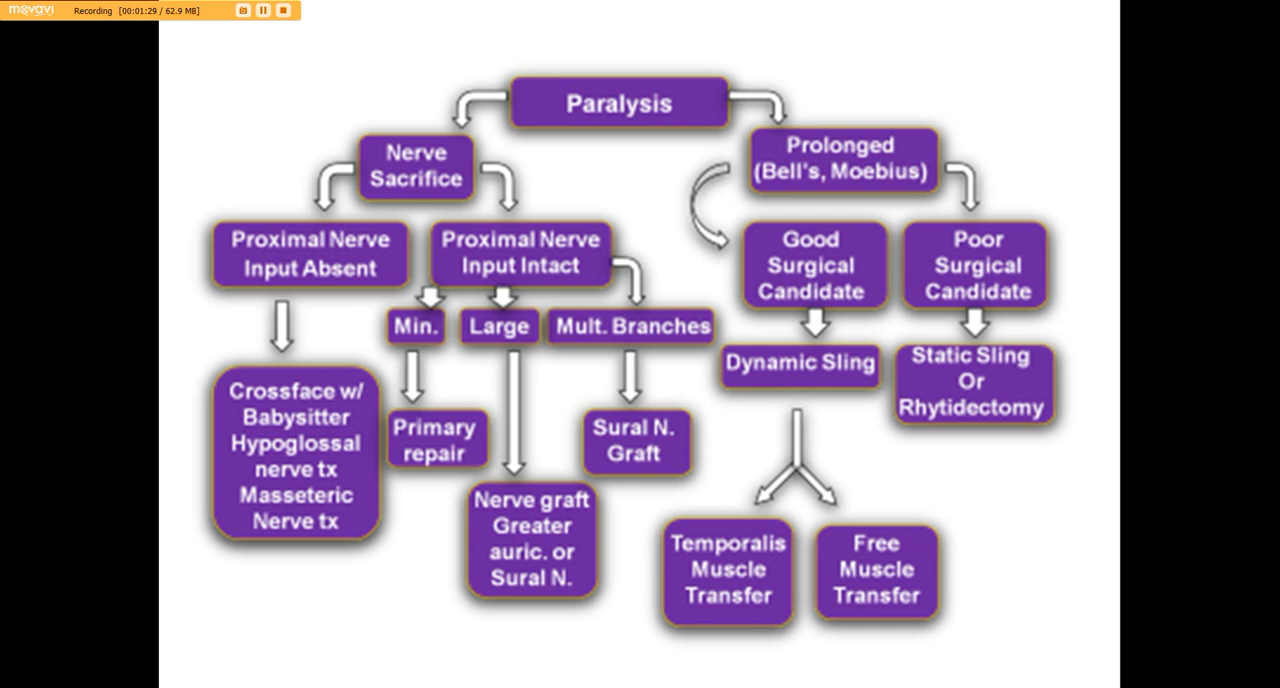 movavi
Recording [00:01:29 / 62.9 MB]
Paralysis
Nerve
Sacrifice
Prolonged
(Bell's, Moebius)
Proximal Nerve
Input Absent
Proximal Nerve
Input Intact
Good
Surgical
Candidate
Poor
Surgical
Candidate
Min.
Large
Mult. Branches
Dynamic Sling
Static Sling
Or
Rhytidectomy
Crossface w/
Babysitter
Hypoglossal
nerve tx
Masseteric
Nerve tx
Primary
repair
Sural N.
Graft
Nerve graft
Greater
auric. or
Sural N.
Temporalis
Muscle
Transfer
Free
Muscle
Transfer